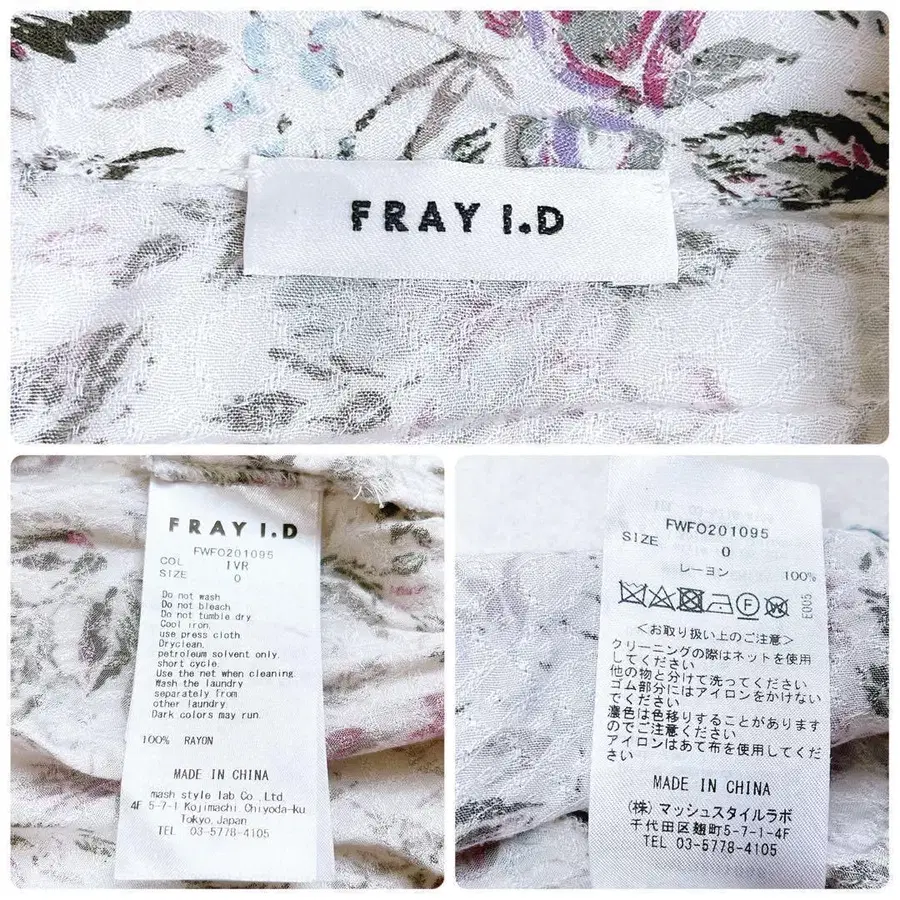 FRAY I.D
FRAY I.D
FWFO201095
COL IVR
SIZE 0
Do not wash
Do not bleach
Do not tumble dry
Cool iron.
use press cloth
Dryclean.
petroleum solvent only.
short cycle.
Use the net when cleaning
Wash the laundry
separately from
other laundry.
Dark colors may run.
100% RAYON
MADE IN CHINA
mash style lab Co., Ltd.
4F 5-7-1 Kojimachi Chiyoda-ku
Tokyo, Japan
TEL 03-5778-4105
FWFO201095
SIZE 0
レーヨン 100%
F
E005
<お取り扱い上のご注意>
クリーニングの際はネットを使用
してください
他の物と分けて洗ってください
ゴム部分にはアイロンをかけない
でください
濃色は色移りすることがあります
のでご注意ください
アイロンはあて布を使用してくだ
さい
MADE IN CHINA
(株)マッシュスタイルラボ
千代田区麹町5-7-1-4F
TEL 03-5778-4105